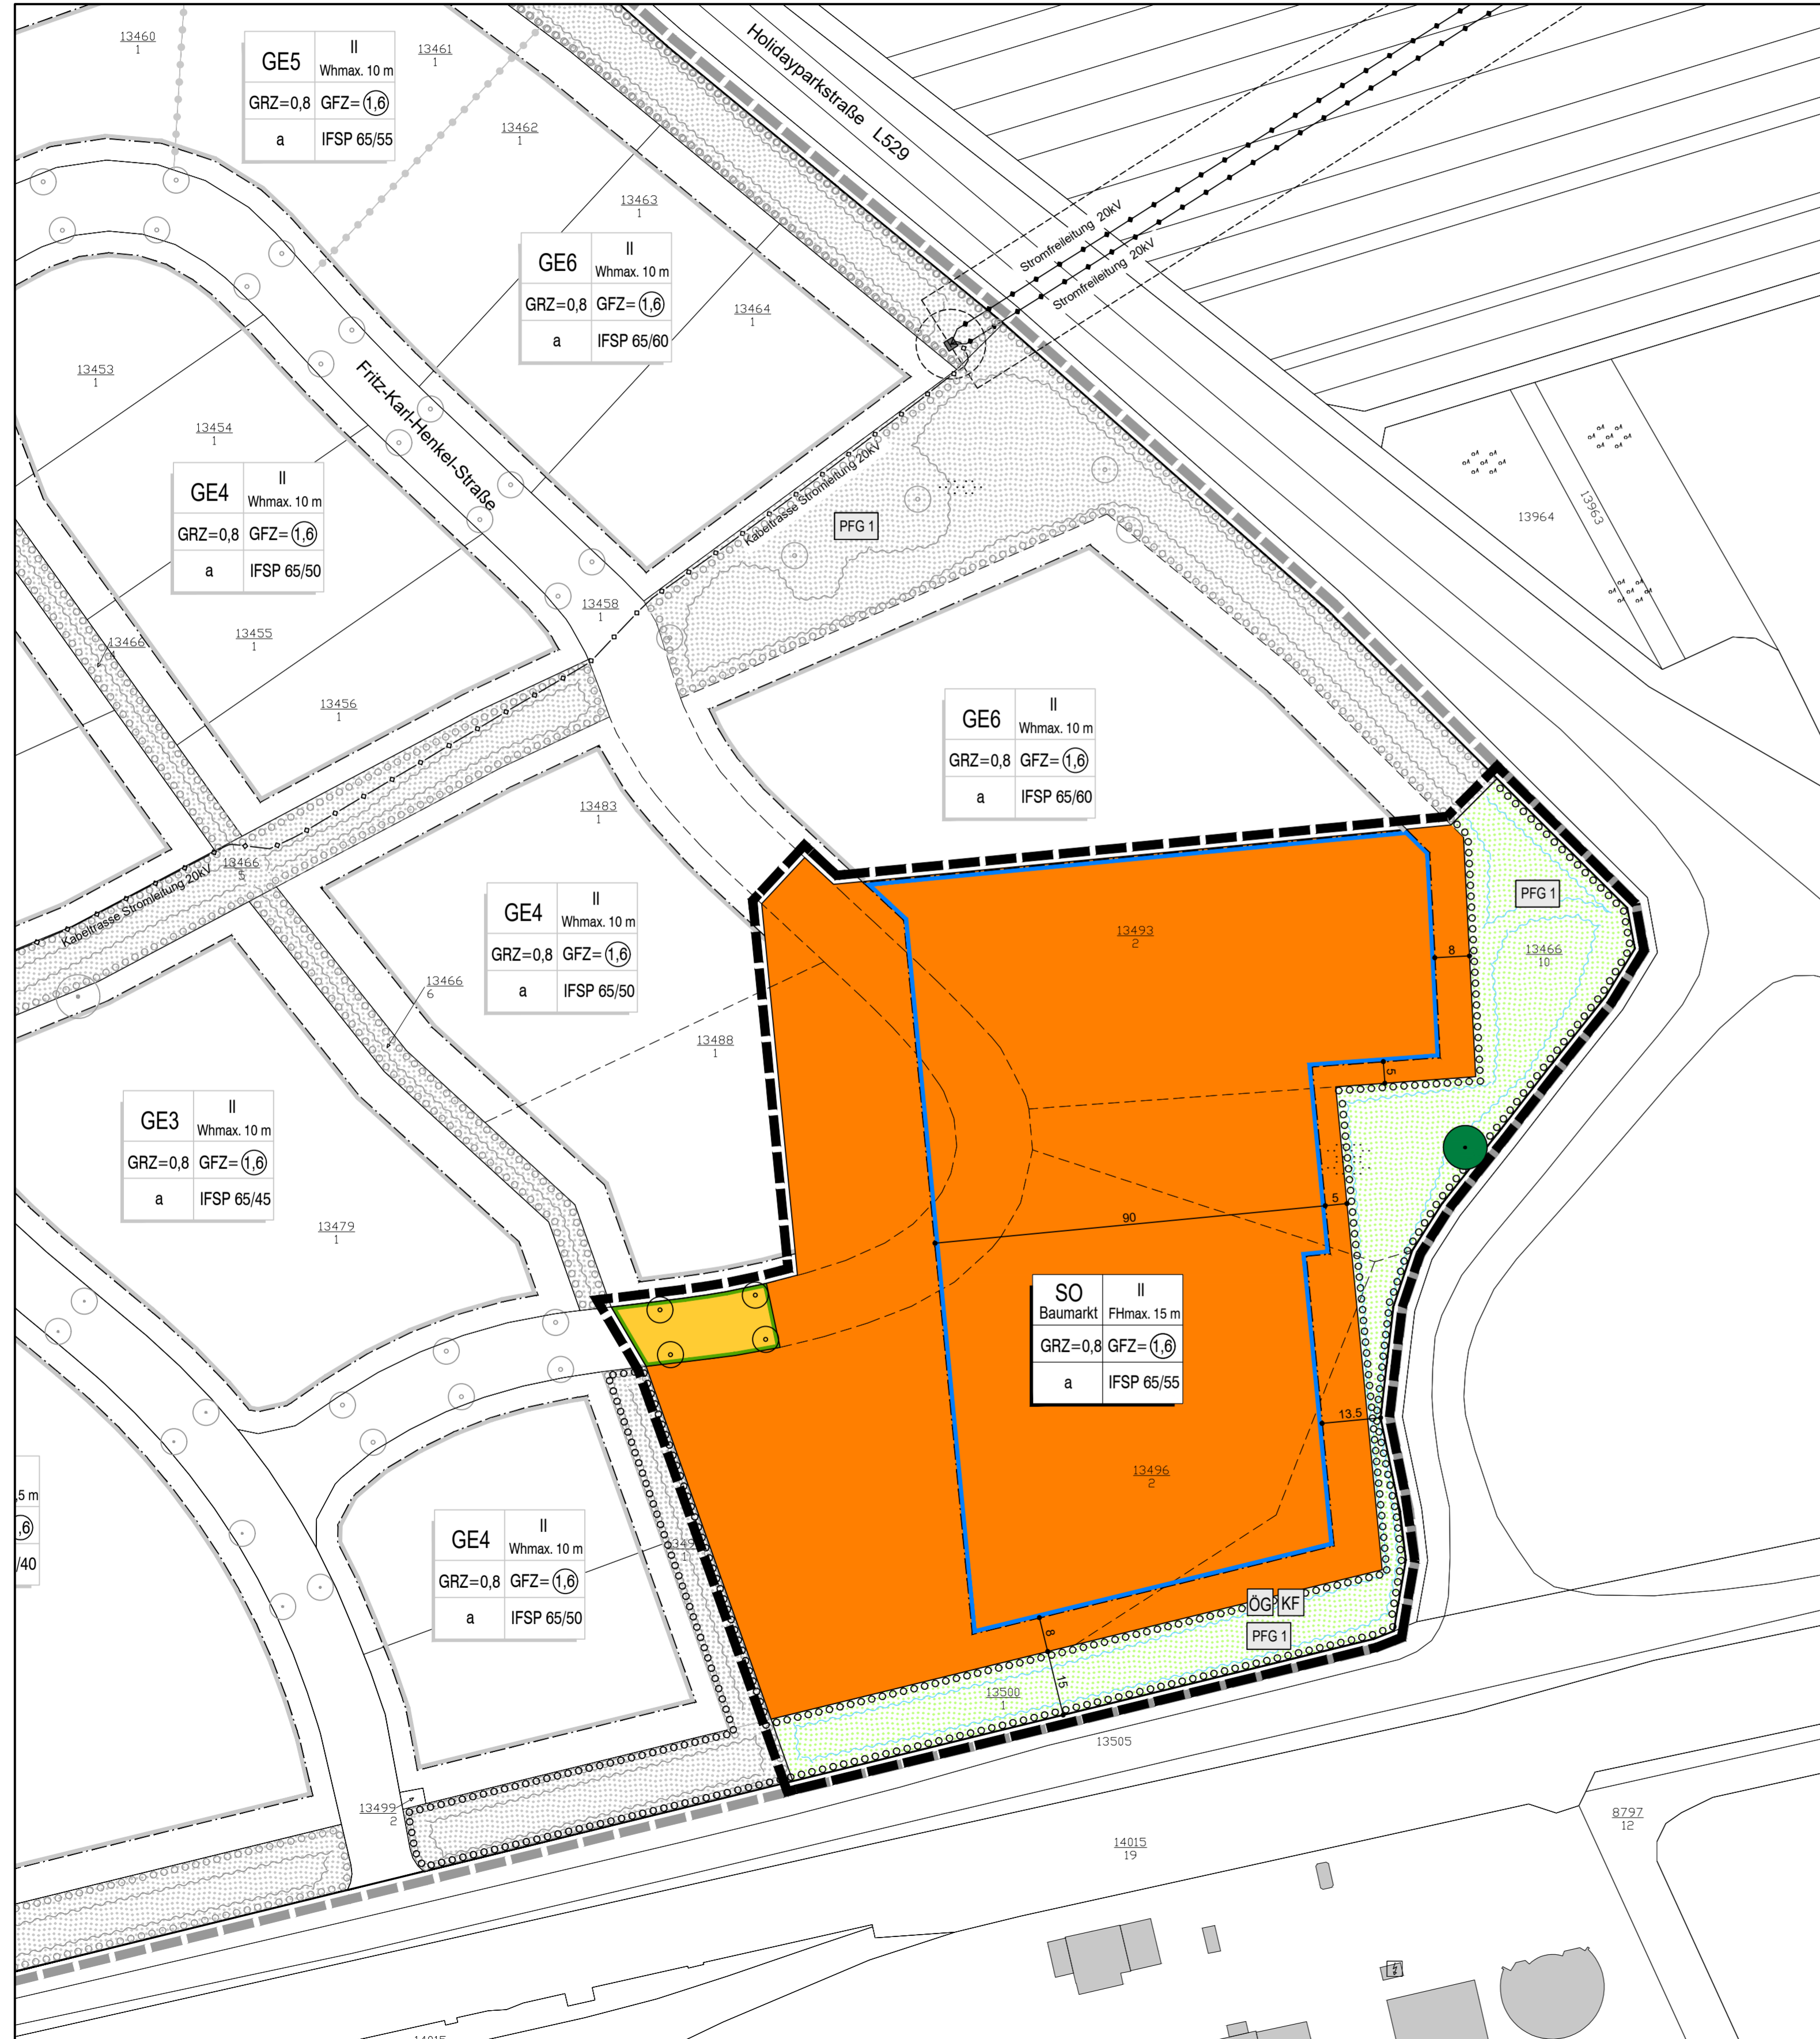 13460
1
GE5
II
Whmax. 10 m
GRZ=0,8
GFZ= 1,6
a
IFSP 65/55
13461
1
13462
1
Holidayparkstraße L529
13463
1
GE6
II
Whmax. 10 m
GRZ=0,8
GFZ= 1,6
a
IFSP 65/60
13464
1
Stromfreileitung 20kV
Stromfreileitung 20kV
13453
1
13454
1
Fritz-Karl-Henkel-Straße
GE4
II
Whmax. 10 m
GRZ=0,8
GFZ= 1,6
a
IFSP 65/50
Kabeltrasse Stromleitung 20kV
PFG 1
13964
13963
13458
1
13455
1
13466
13456
1
GE6
II
Whmax. 10 m
GRZ=0,8
GFZ= 1,6
a
IFSP 65/60
13483
1
13466
5
Kabeltrasse Stromleitung 20kV
GE4
II
Whmax. 10 m
GRZ=0,8
GFZ= 1,6
a
IFSP 65/50
PFG 1
13493
2
13466
10
8
13466
6
13488
1
5
GE3
II
Whmax. 10 m
GRZ=0,8
GFZ= 1,6
a
IFSP 65/45
13479
1
90
5
SO
Baumarkt
II
FHmax. 15 m
GRZ=0,8
GFZ= 1,6
a
IFSP 65/55
13.5
13496
2
,5 m
,6
/40
GE4
II
Whmax. 10 m
GRZ=0,8
GFZ= 1,6
a
IFSP 65/50
1349
1
ÖG
KF
PFG 1
8
15
13500
1
13505
13499
2
14015
19
8797
12
14015